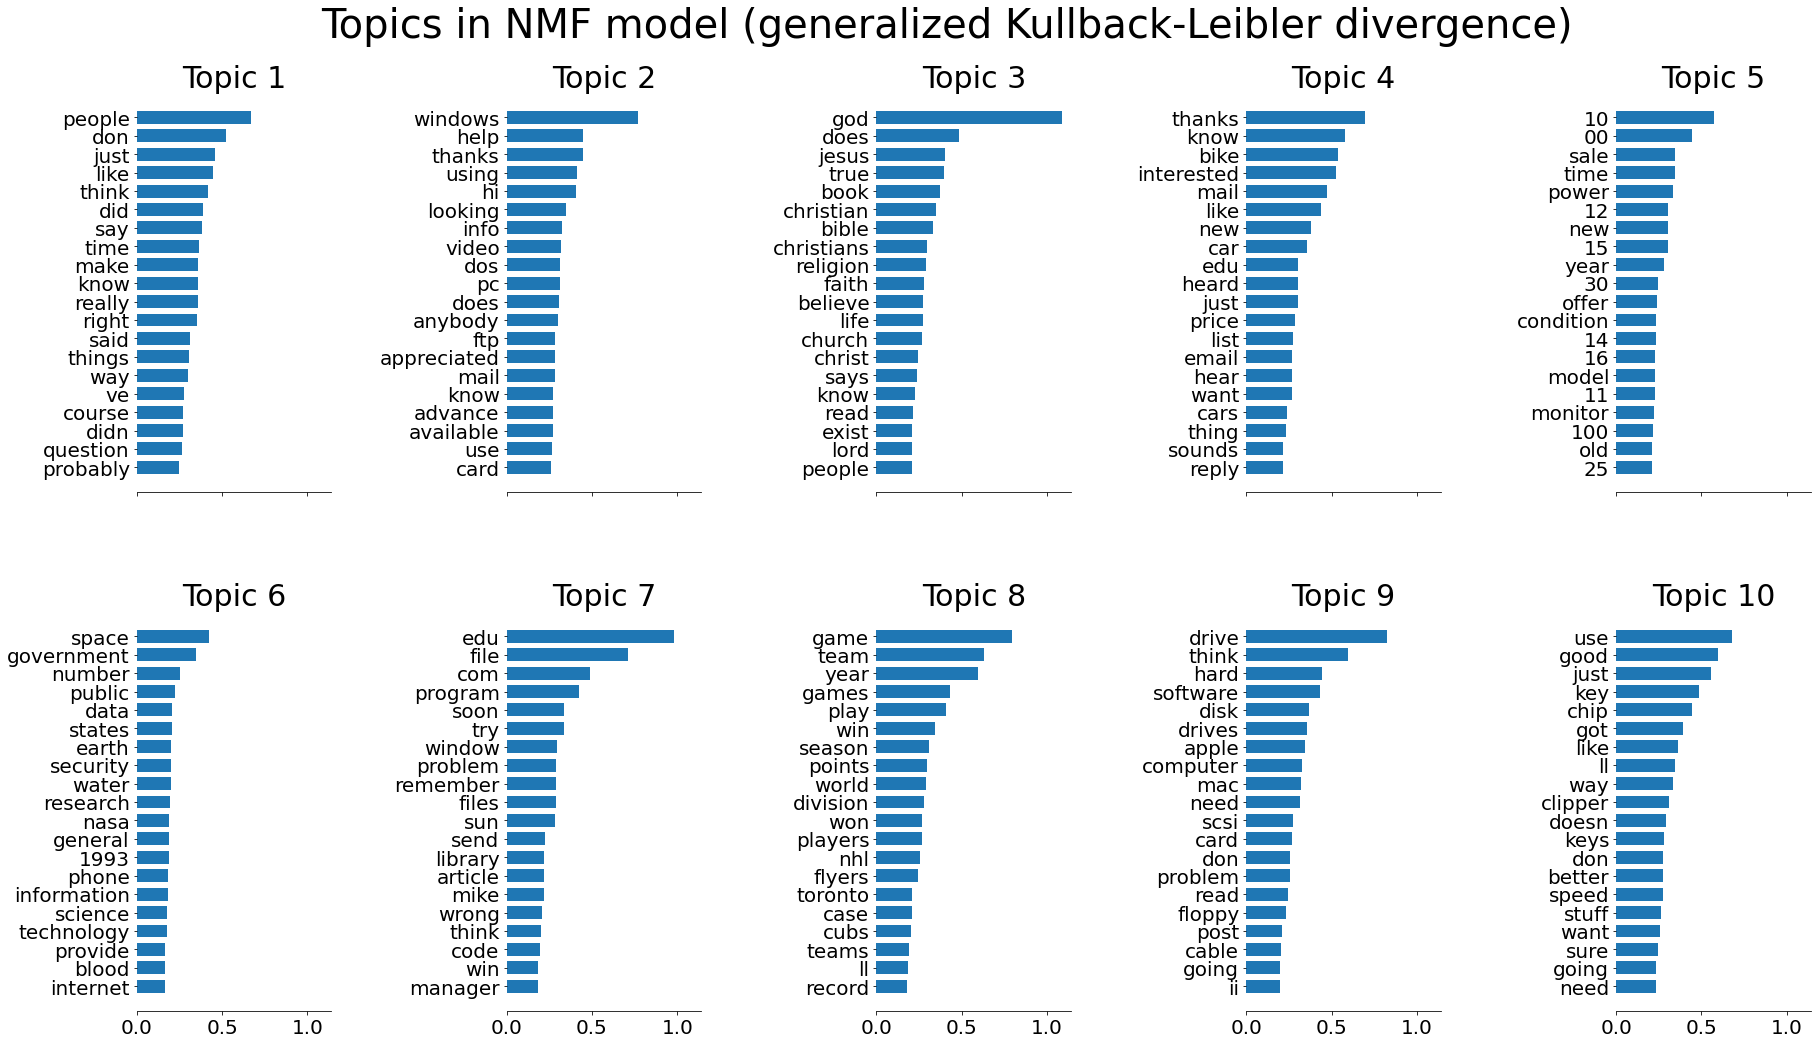 Topics in NMF model (generalized Kullback-Leibler divergence)
Topic 1
people
don
just
like
think
did
say
time
make
know
really
right
said
things
way
ve
course
didn
question
probably
Topic 2
windows
help
thanks
using
hi
looking
info
video
dos
pc
does
anybody
ftp
appreciated
mail
know
advance
available
use
card
Topic 3
god
does
jesus
true
book
christian
bible
christians
religion
faith
believe
life
church
christ
says
know
read
exist
lord
people
Topic 4
thanks
know
bike
interested
mail
like
new
car
edu
heard
just
price
list
email
hear
want
cars
thing
sounds
reply
Topic 5
10
00
sale
time
power
12
new
15
year
30
offer
condition
14
16
model
11
monitor
100
old
25
Topic 6
space
government
number
public
data
states
earth
security
water
research
nasa
general
1993
phone
information
science
technology
provide
blood
internet
0.0 0.5 1.0
Topic 7
edu
file
com
program
soon
try
window
problem
remember
files
sun
send
library
article
mike
wrong
think
code
win
manager
0.0 0.5 1.0
Topic 8
game
team
year
games
play
win
season
points
world
division
won
players
nhl
flyers
toronto
case
cubs
teams
ll
record
0.0 0.5 1.0
Topic 9
drive
think
hard
software
disk
drives
apple
computer
mac
need
scsi
card
don
problem
read
floppy
post
cable
going
ii
0.0 0.5 1.0
Topic 10
use
good
just
key
chip
got
like
ll
way
clipper
doesn
keys
don
better
speed
stuff
want
sure
going
need
0.0 0.5 1.0